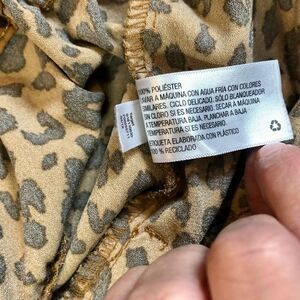 100% POLIÉSTER
LAVAR A MÁQUINA CON AGUA FRÍA CON COLORES
SIMILARES. CICLO DELICADO. SÓLO BLANQUEADOR
SIN CLORO SI ES NECESARIO. SECAR A MÁQUINA
A TEMPERATURA BAJA. PLANCHAR A BAJA
TEMPERATURA SI ES NECESARIO
ETIQUETA ELABORADA CON PLÁSTICO
100 % RECICLADO